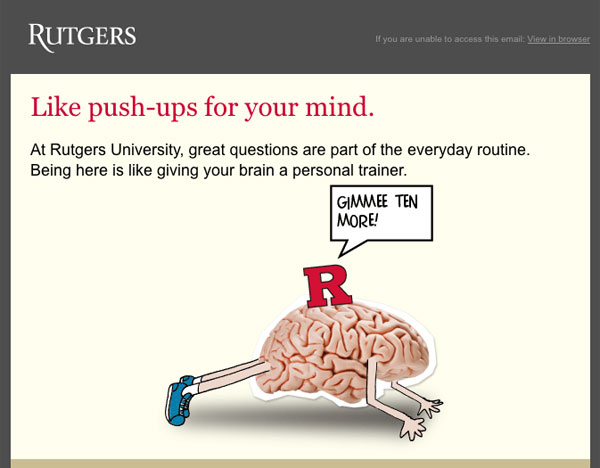 RUTGERS
If you are unable to access this email: View in browser
Like push-ups for your mind.
At Rutgers University, great questions are part of the everyday routine.
Being here is like giving your brain a personal trainer.
GIMMEE TEN
MORE!
R